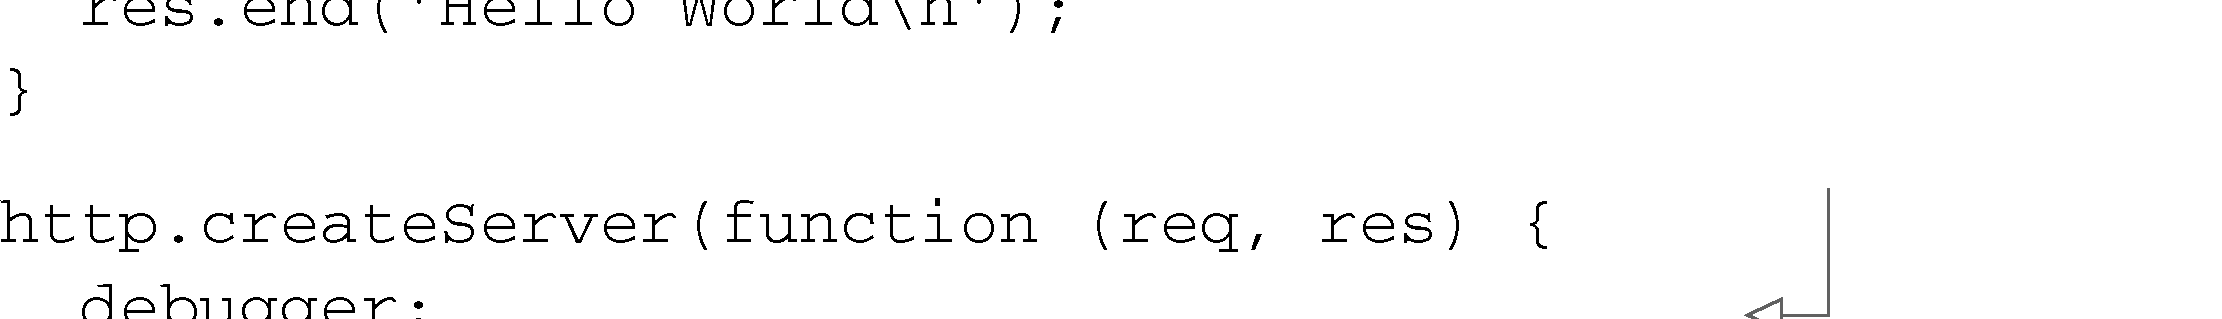 res.end('Hello World\n');
}
http.createServer(function (req, res) {
debugger;